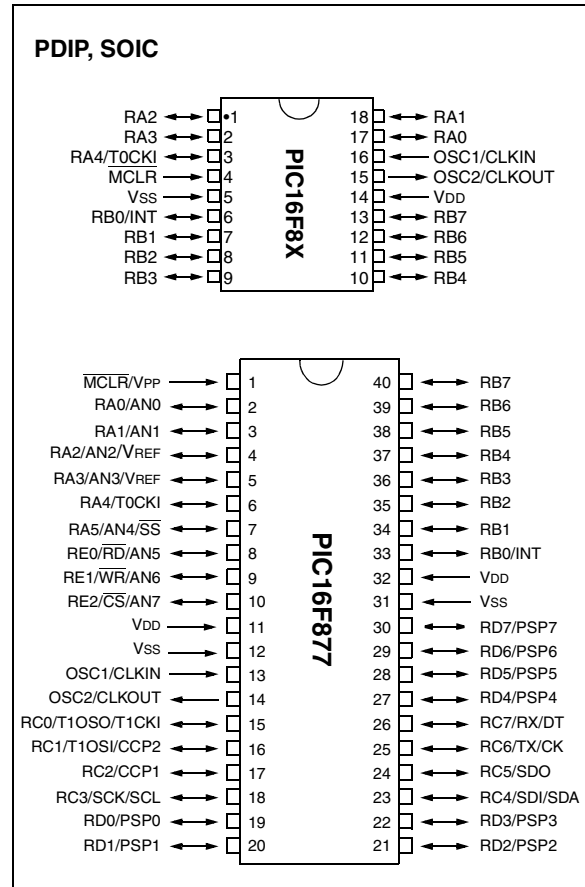 PDIP, SOIC
RA2 •1 18 RA1
RA3 2 17 RA0
RA4/T0CKI 3 16 OSC1/CLKIN
MCLR 4 15 OSC2/CLKOUT
VSS 5 14 VDD
RB0/INT 6 13 RB7
RB1 7 12 RB6
RB2 8 11 RB5
RB3 9 10 RB4
PIC16F8X
MCLR/VPP 1 40 RB7
RA0/AN0 2 39 RB6
RA1/AN1 3 38 RB5
RA2/AN2/VREF 4 37 RB4
RA3/AN3/VREF 5 36 RB3
RA4/T0CKI 6 35 RB2
RA5/AN4/SS 7 34 RB1
RE0/RD/AN5 8 33 RB0/INT
RE1/WR/AN6 9 32 VDD
RE2/CS/AN7 10 31 VSS
VDD 11 30 RD7/PSP7
VSS 12 29 RD6/PSP6
OSC1/CLKIN 13 28 RD5/PSP5
OSC2/CLKOUT 14 27 RD4/PSP4
RC0/T1OSO/T1CKI 15 26 RC7/RX/DT
RC1/T1OSI/CCP2 16 25 RC6/TX/CK
RC2/CCP1 17 24 RC5/SDO
RC3/SCK/SCL 18 23 RC4/SDI/SDA
RD0/PSP0 19 22 RD3/PSP3
RD1/PSP1 20 21 RD2/PSP2
PIC16F877